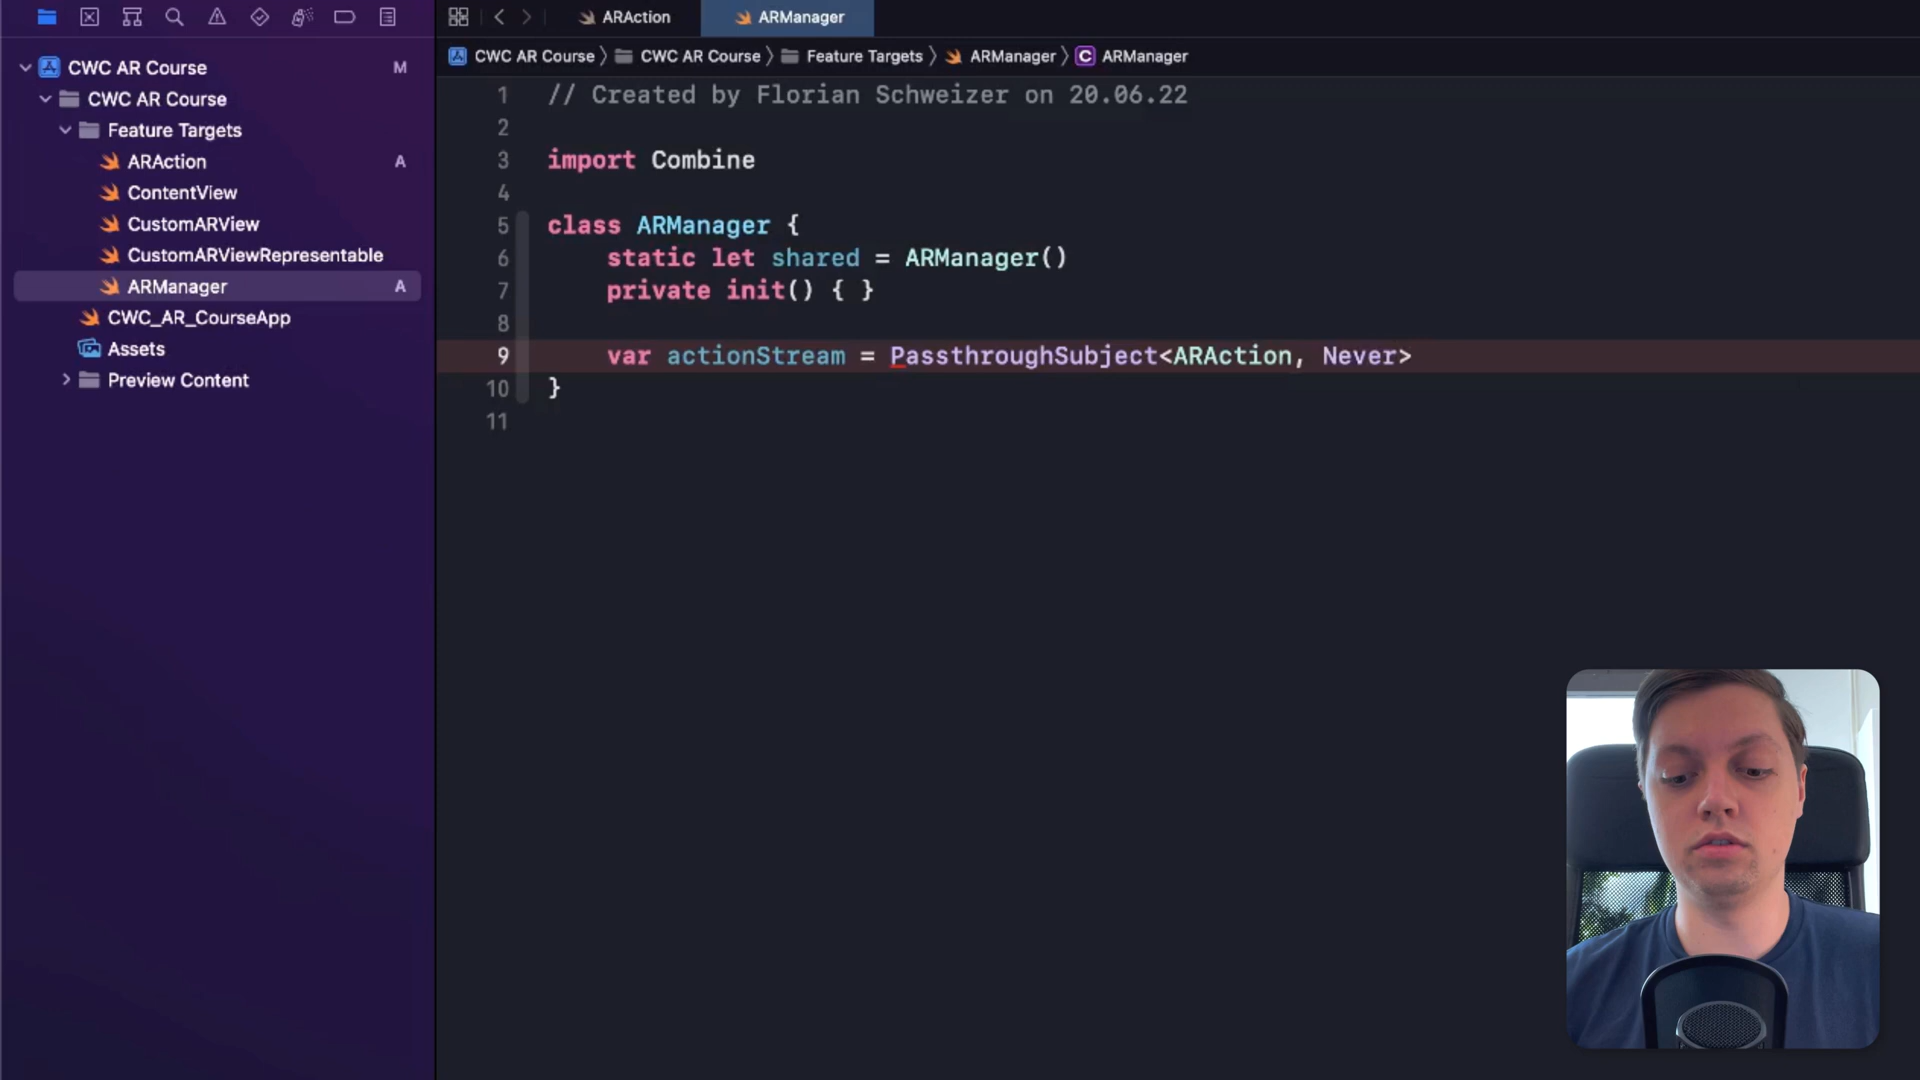 ARAction
ARManager
CWC AR Course
CWC AR Course
Feature Targets
ARManager
C
ARManager
CWC AR Course
M
CWC AR Course
Feature Targets
ARAction
A
ContentView
CustomARView
CustomARViewRepresentable
ARManager
A
CWC_AR_CourseApp
Assets
Preview Content
1 // Created by Florian Schweizer on 20.06.22
2
3 import Combine
4
5 class ARManager {
6 static let shared = ARManager()
7 private init() { }
8
9 var actionStream = PassthroughSubject<ARAction, Never>
10 }
11